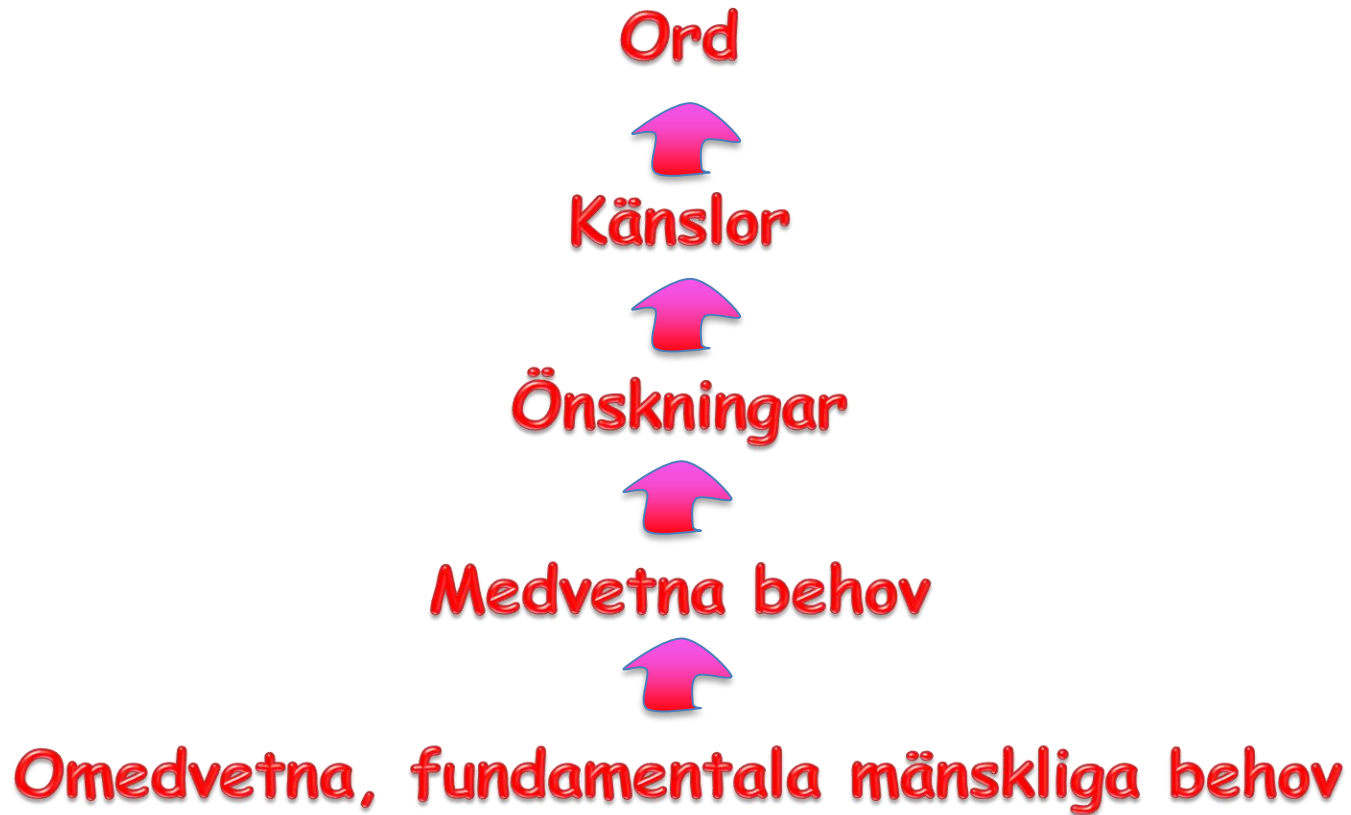 Ord
Känslor
Önskningar
Medvetna behov
Omedvetna, fundamentala mänskliga behov